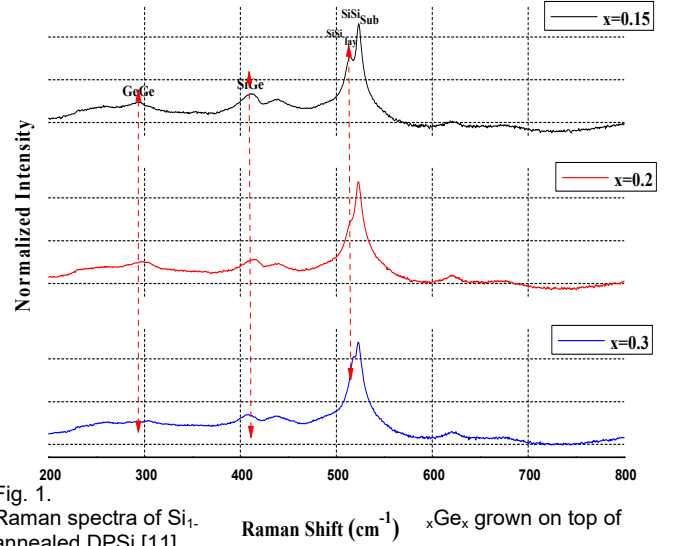 SiSi Sub
x=0.15
SiSi lay
GeGe
SiGe
Normalized Intensity
x=0.2
x=0.3
200 300 400 500 600 700 800
Fig. 1.
Raman spectra of Si1- Raman Shift (cm-1) xGex grown on top of
annealed DPSi [11]